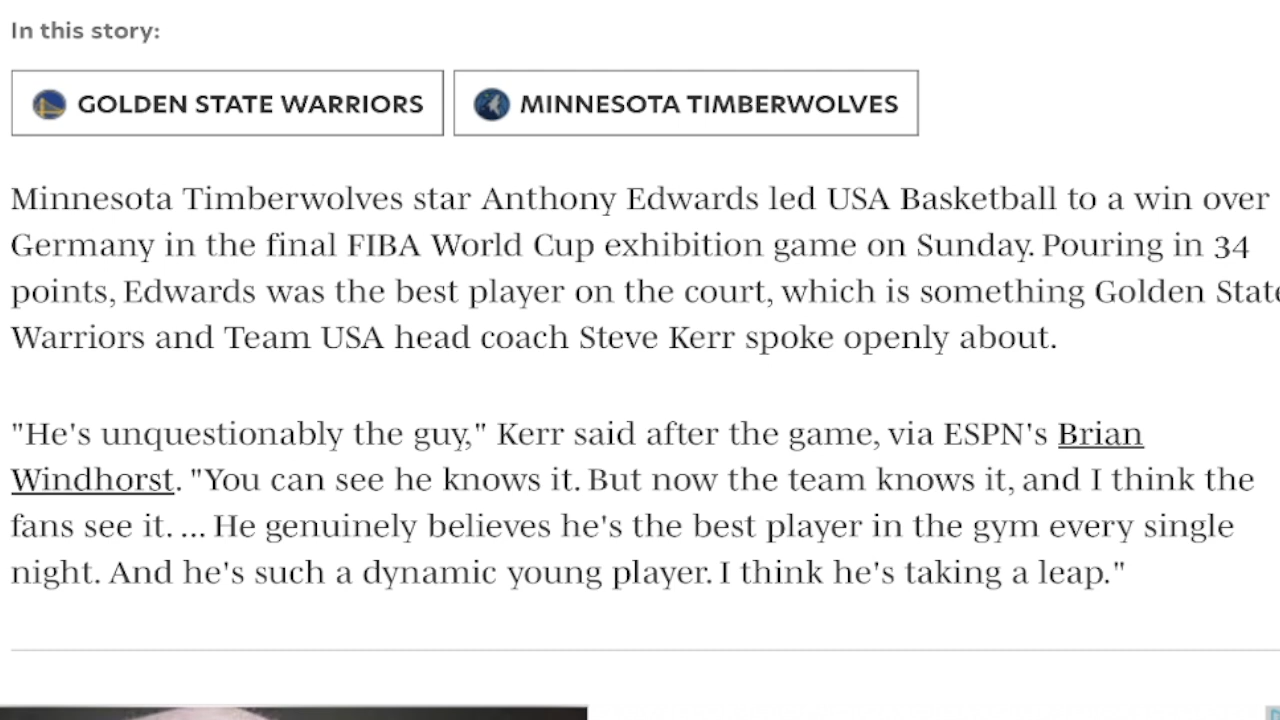 In this story:
GOLDEN STATE WARRIORS MINNESOTA TIMBERWOLVES
Minnesota Timberwolves star Anthony Edwards led USA Basketball to a win over
Germany in the final FIBA World Cup exhibition game on Sunday. Pouring in 34
points, Edwards was the best player on the court, which is something Golden State
Warriors and Team USA head coach Steve Kerr spoke openly about.
"He's unquestionably the guy," Kerr said after the game, via ESPN's Brian
Windhorst. "You can see he knows it. But now the team knows it, and I think the
fans see it. ... He genuinely believes he's the best player in the gym every single
night. And he's such a dynamic young player. I think he's taking a leap."